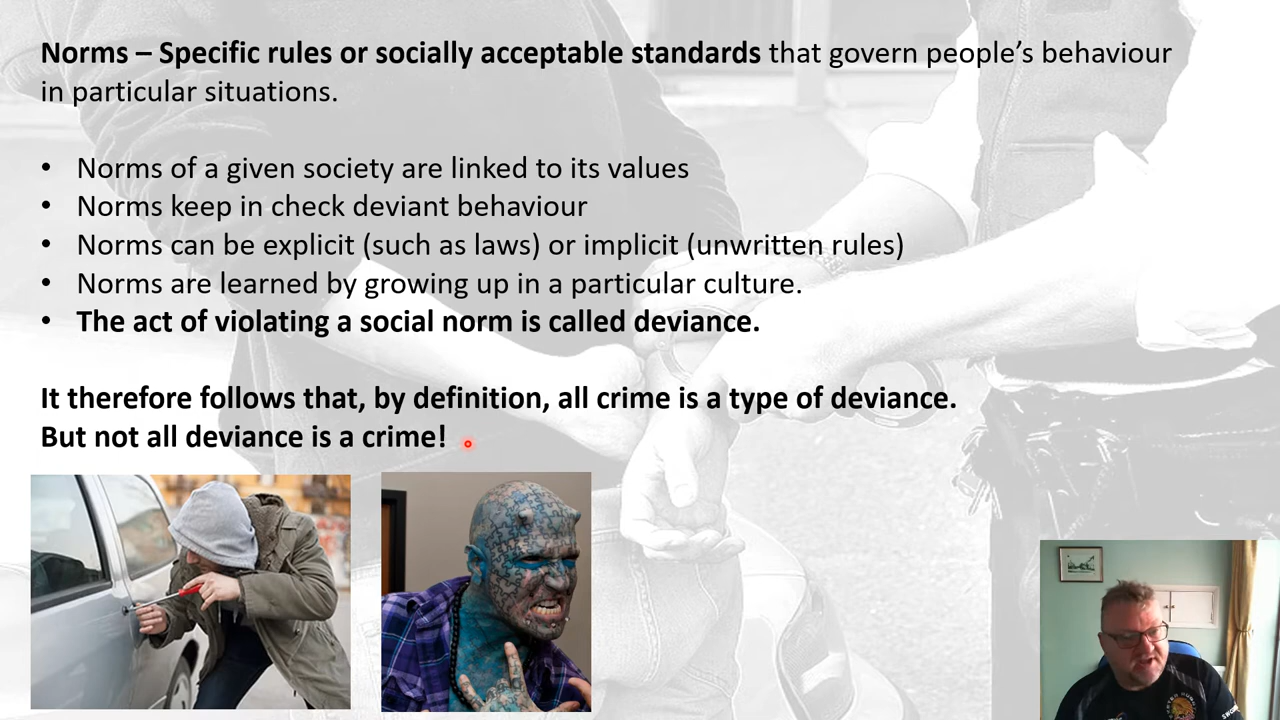 Norms – Specific rules or socially acceptable standards that govern people's behaviour
in particular situations.
• Norms of a given society are linked to its values
• Norms keep in check deviant behaviour
• Norms can be explicit (such as laws) or implicit (unwritten rules)
• Norms are learned by growing up in a particular culture.
• The act of violating a social norm is called deviance.
It therefore follows that, by definition, all crime is a type of deviance.
But not all deviance is a crime!